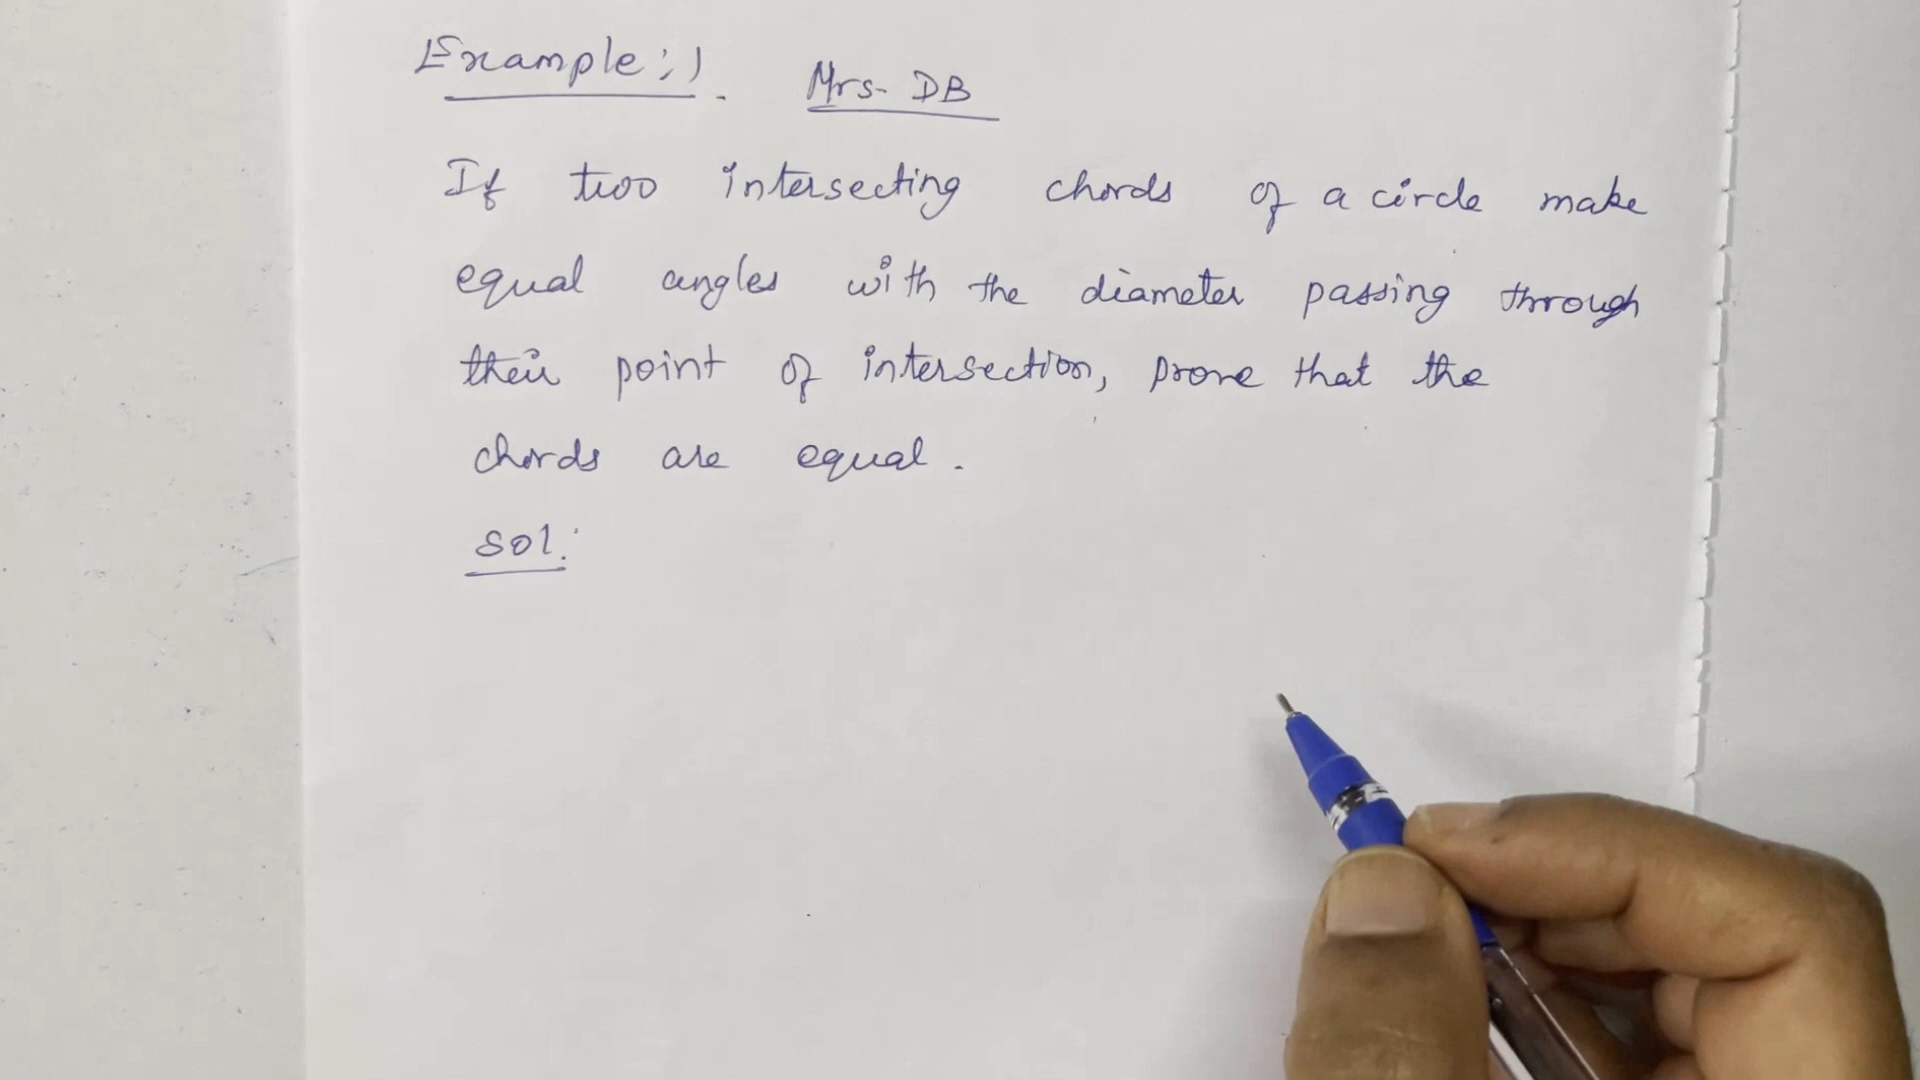 Example:1.
Mrs- DB
If two intersecting chords of a circle make
equal angles with the diameter passing through
their point of intersection, prove that the
chords are equal.
Sol: